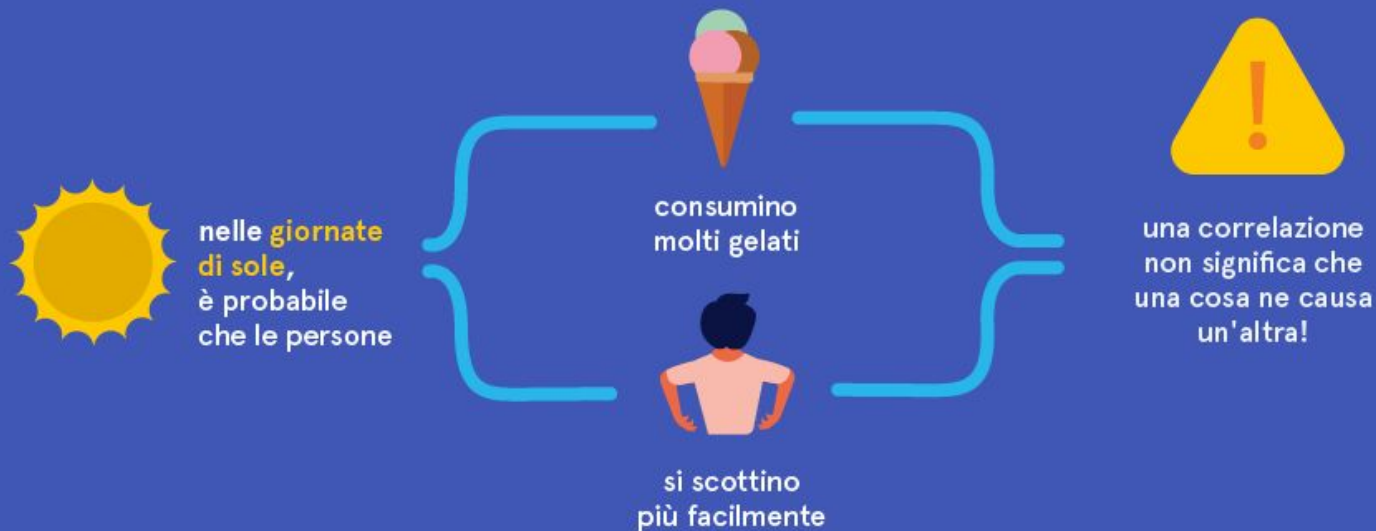 nelle giornate
di sole,
è probabile
che le persone
consumino
molti gelati
si scottino
più facilmente
!
una correlazione
non significa che
una cosa ne causa
un'altra!